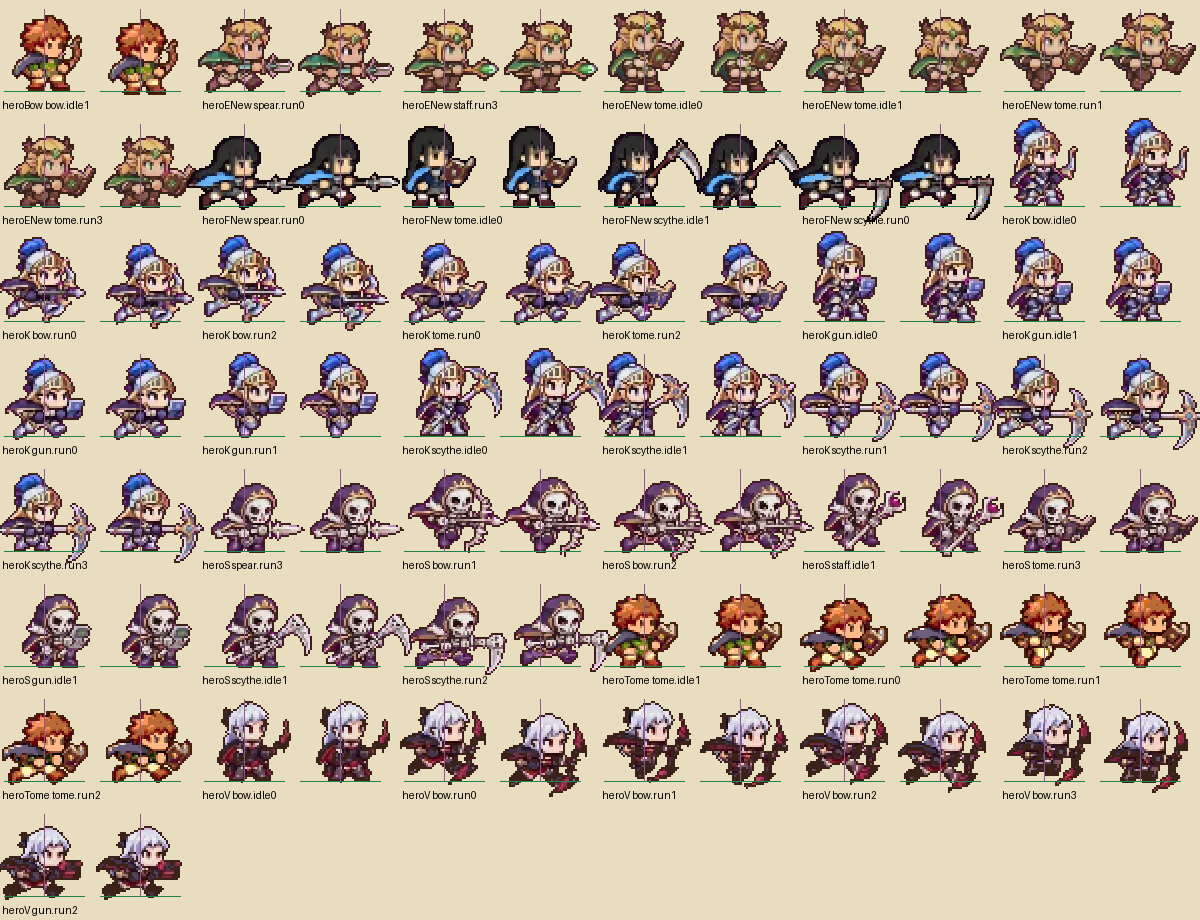 heroBow bow.idle1
heroENew spear.run0
heroENew staff.run3
heroENew tome.idle0
heroENew tome.idle1
heroENew tome.run1
heroENew tome.run3
heroFNew spear.run0
heroFNew tome.idle0
heroFNew scythe.idle1
heroFNew scythe.run0
heroK bow.idle0
heroK bow.run0
heroK bow.run2
heroK tome.run0
heroK tome.run2
heroK gun.idle0
heroK gun.idle1
heroK gun.run0
heroK gun.run1
heroK scythe.idle0
heroK scythe.idle1
heroK scythe.run1
heroK scythe.run2
heroK scythe.run3
heroS spear.run3
heroS bow.run1
heroS bow.run2
heroS staff.idle1
heroS tome.run3
heroS gun.idle1
heroS scythe.idle1
heroS scythe.run2
heroTome tome.idle1
heroTome tome.run0
heroTome tome.run1
heroTome tome.run2
heroV bow.idle0
heroV bow.run0
heroV bow.run1
heroV bow.run2
heroV bow.run3
heroV gun.run2